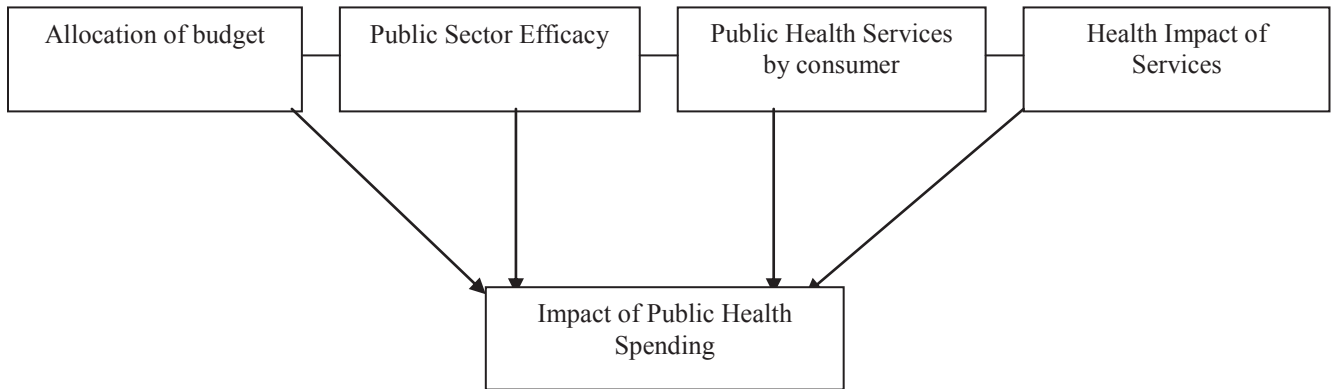 Allocation of budget
Public Sector Efficacy
Public Health Services
by consumer
Health Impact of
Services
Impact of Public Health
Spending